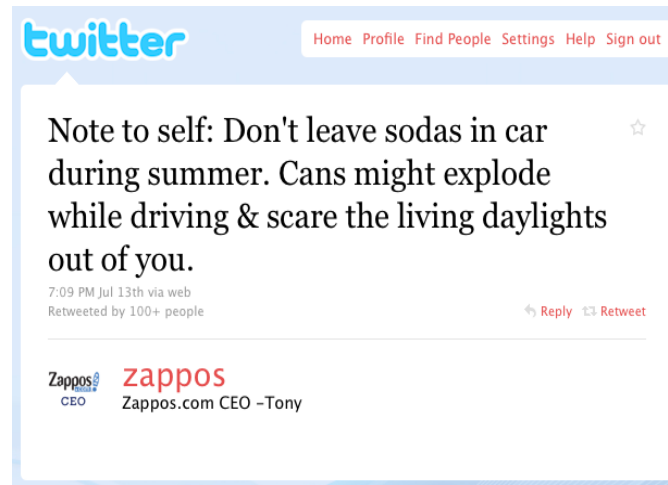 twitter
Home Profile Find People Settings Help Sign out
Note to self: Don't leave sodas in car
during summer. Cans might explode
while driving & scare the living daylights
out of you.
7:09 PM Jul 13th via web
Retweeted by 100+ people
Reply Retweet
Zappos
CEO
zappos
Zappos.com CEO –Tony